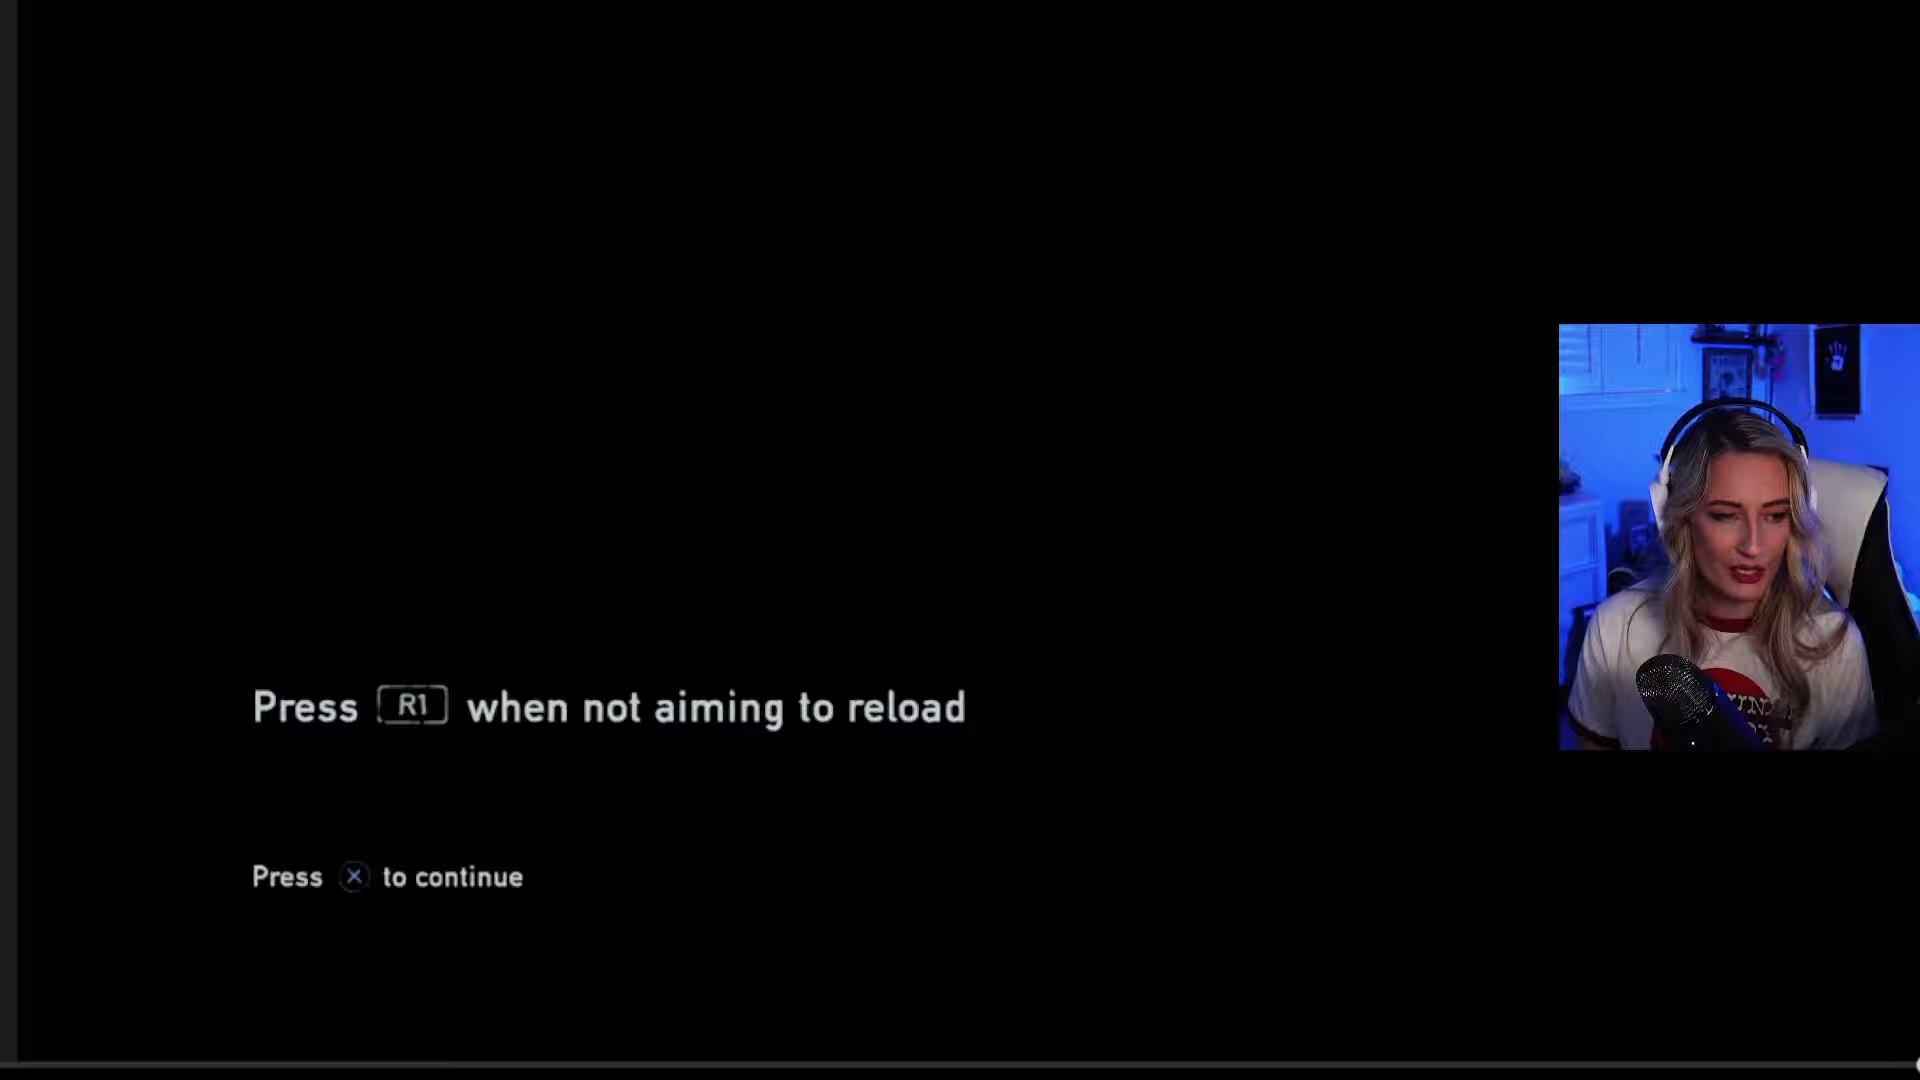 Press R1 when not aiming to reload
Press X to continue